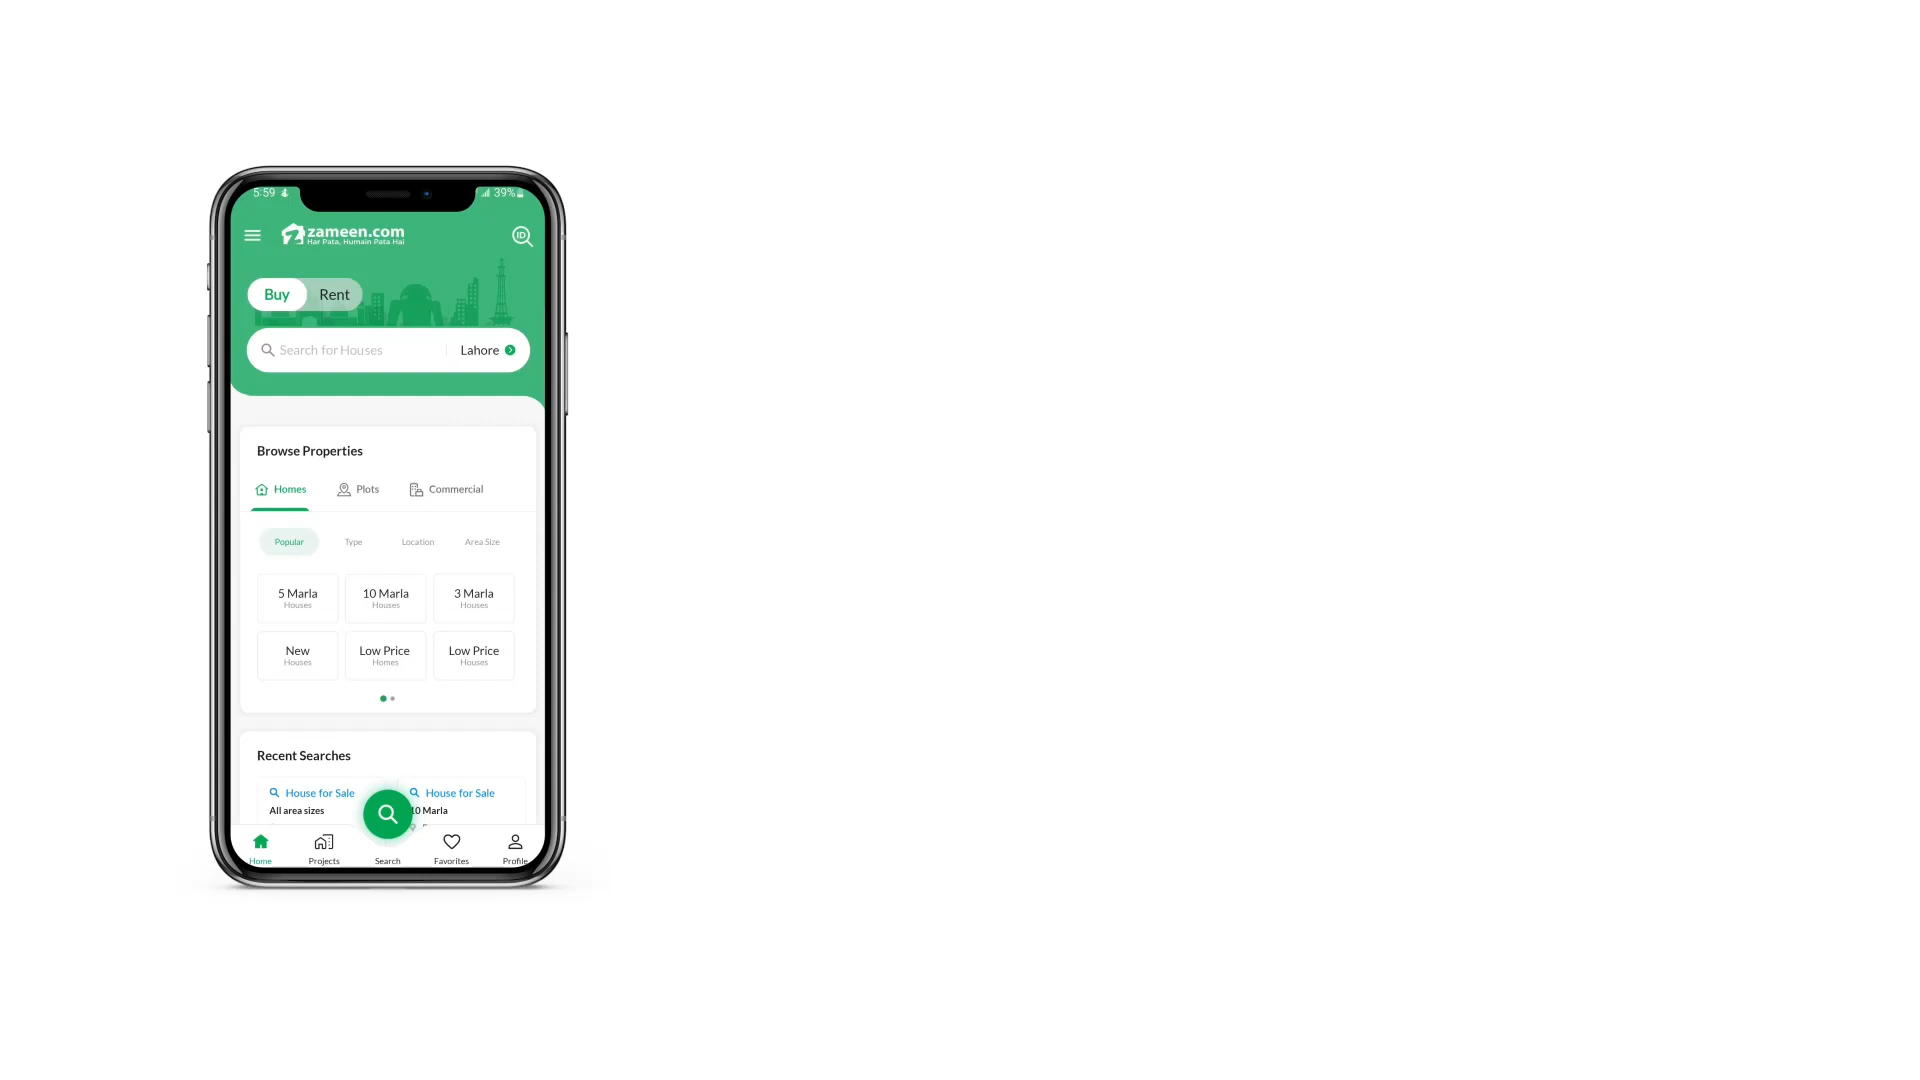 5:59
39%
zameen.com
Har Pata, Humain Pata Hai
ID
Buy
Rent
Search for Houses
Lahore
Browse Properties
Homes
Plots
Commercial
Popular
Type
Location
Area Size
5 Marla
Houses
10 Marla
Houses
3 Marla
Houses
New
Houses
Low Price
Homes
Low Price
Houses
Recent Searches
House for Sale
All area sizes
House for Sale
10 Marla
Home
Projects
Search
Favorites
Profile